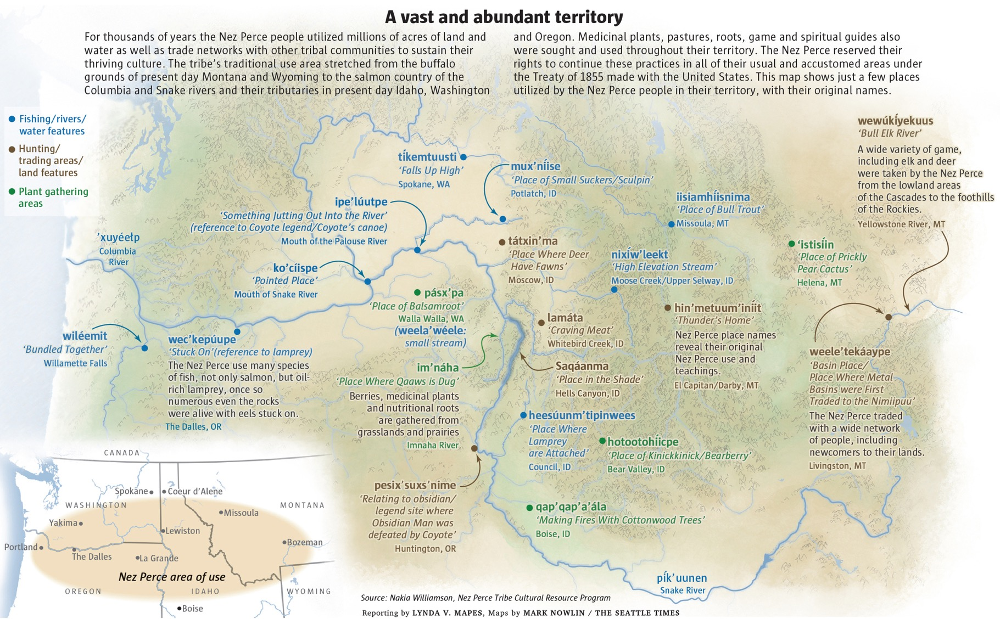 A vast and abundant territory
For thousands of years the Nez Perce people utilized millions of acres of land and
water as well as trade networks with other tribal communities to sustain their
thriving culture. The tribe's traditional use area stretched from the buffalo
grounds of present day Montana and Wyoming to the salmon country of the
Columbia and Snake rivers and their tributaries in present day Idaho, Washington
and Oregon. Medicinal plants, pastures, roots, game and spiritual guides also
were sought and used throughout their territory. The Nez Perce reserved their
rights to continue these practices in all of their usual and accustomed areas under
the Treaty of 1855 made with the United States. This map shows just a few places
utilized by the Nez Perce people in their territory, with their original names.
Fishing/rivers/
water features
Hunting/
trading areas/
land features
Plant gathering
areas
wewúkíyekuus
'Bull Elk River'
A wide variety of game,
including elk and deer
were taken by the Nez Perce
from the lowland areas
of the Cascades to the foothills
of the Rockies.
Yellowstone River, MT
tíkemtuusti
'Falls Up High'
Spokane, WA
mux'níise
'Place of Small Suckers/Sculpin'
Potlatch, ID
ipe'lúutpe
'Something Jutting Out Into the River'
(reference to Coyote legend/Coyote's canoe)
Mouth of the Palouse River
iisiamhíisnima
'Place of Bull Trout'
Missoula, MT
'xuyéełp
Columbia
River
tátxin'ma
'Place Where Deer
Have Fawns'
Moscow, ID
nixíw'leekt
'High Elevation Stream'
Moose Creek/Upper Selway, ID
'istisíin
'Place of Prickly
Pear Cactus'
Helena, MT
ko'cíispe
'Pointed Place'
Mouth of Snake River
pásx'pa
'Place of Balsamroot'
Walla Walla, WA
(weela'wéele:
small stream)
lamáta
'Craving Meat'
Whitebird Creek, ID
hin'metuum'iníit
'Thunder's Home'
Nez Perce place names
reveal their original
Nez Perce use and
teachings.
El Capitan/Darby, MT
wiléemit
'Bundled Together'
Willamette Falls
wec'kepúupe
'Stuck On'(reference to lamprey)
The Nez Perce use many species
of fish, not only salmon, but oil-
rich lamprey, once so
numerous even the rocks
were alive with eels stuck on.
The Dalles, OR
im'náha
'Place Where Qaaws is Dug'
Berries, medicinal plants
and nutritional roots
are gathered from
grasslands and prairies
Imnaha River
Saqáanma
'Place in the Shade'
Hells Canyon, ID
weele'tekáaype
'Basin Place/
Place Where Metal
Basins were First
Traded to the Nimiipuu'
The Nez Perce traded
with a wide network
of people, including
newcomers to their lands.
Livingston, MT
heesúunm'tipinwees
'Place Where
Lamprey
are Attached'
Council, ID
hotootohíicpe
'Place of Kinickkinick/Bearberry'
Bear Valley, ID
pesix'suxs'nime
'Relating to obsidian/
legend site where
Obsidian Man was
defeated by Coyote'
Huntington, OR
qap'qap'a'ála
'Making Fires With Cottonwood Trees'
Boise, ID
pík'uunen
Snake River
CANADA
Spokane
Coeur d'Alene
WASHINGTON
MONTANA
Yakima
Missoula
Lewiston
Portland
The Dalles
La Grande
Bozeman
Nez Perce area of use
OREGON
IDAHO
WYOMING
Boise
Source: Nakia Williamson, Nez Perce Tribe Cultural Resource Program
Reporting by LYNDA V. MAPES, Maps by MARK NOWLIN / THE SEATTLE TIMES